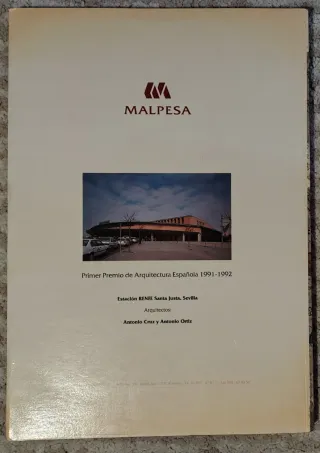 MALPESA
Primer Premio de Arquitectura Española 1991-1992
Estación RENFE Santa Justa, Sevilla
Arquitectos
Antonio Cruz y Antonio Ortiz